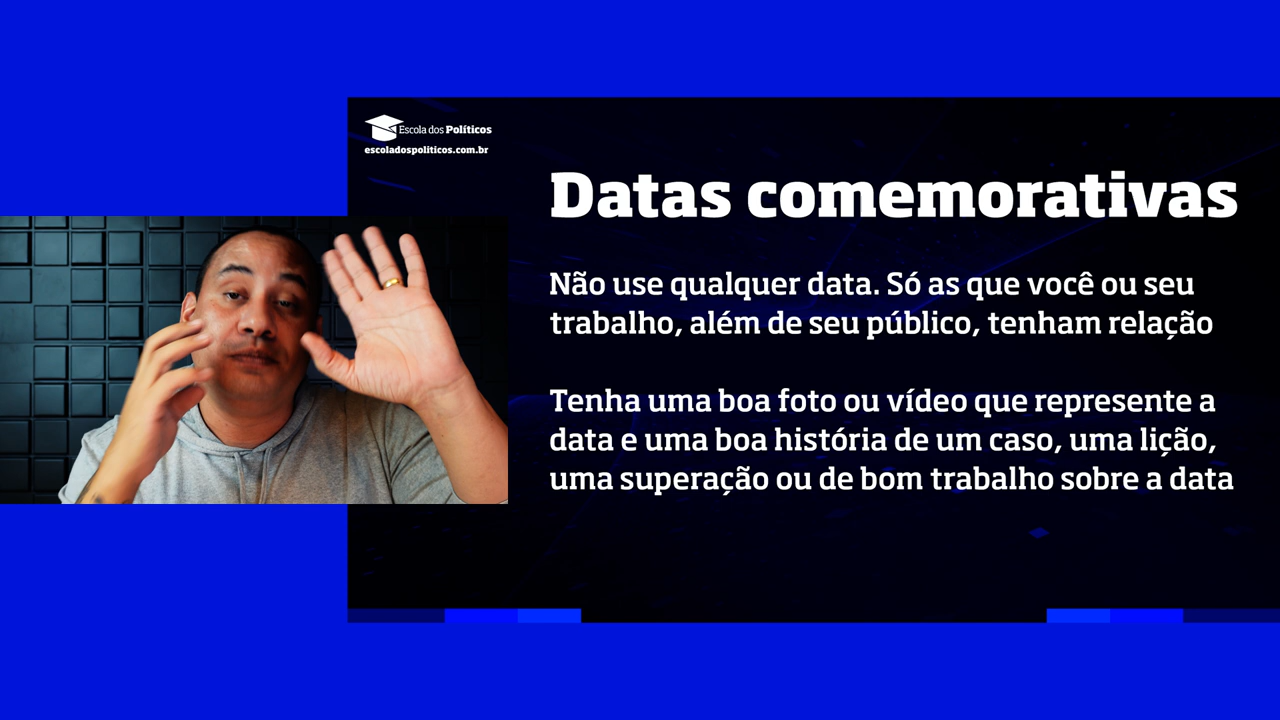 Escola dos Políticos
escoladospoliticos.com.br
Datas comemorativas
Não use qualquer data. Só as que você ou seu
trabalho, além de seu público, tenham relação
Tenha uma boa foto ou vídeo que represente a
data e uma boa história de um caso, uma lição,
uma superação ou de bom trabalho sobre a data